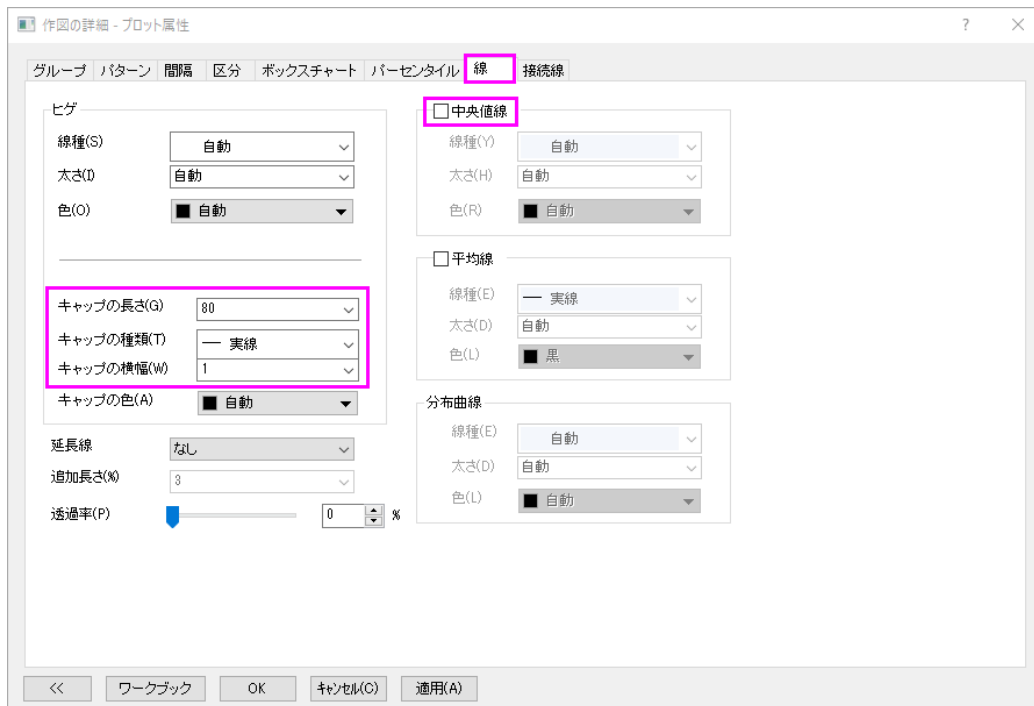 作図の詳細 - プロット属性
?
グループ パターン 間隔 区分 ボックスチャート パーセンタイル 線 接続線
ヒゲ
線種(S) 自動
太さ(I) 自動
色(O) 自動
キャップの長さ(G) 80
キャップの種類(T) 実線
キャップの横幅(W) 1
キャップの色(A) 自動
延長線 なし
追加長さ(%) 3
透過率(P) 0 %
中央値線
線種(Y) 自動
太さ(H) 自動
色(R) 自動
平均線
線種(E) 実線
太さ(D) 自動
色(L) 黒
分布曲線
線種(E) 自動
太さ(D) 自動
色(L) 自動
<< ワークブック OK キャンセル(C) 適用(A)